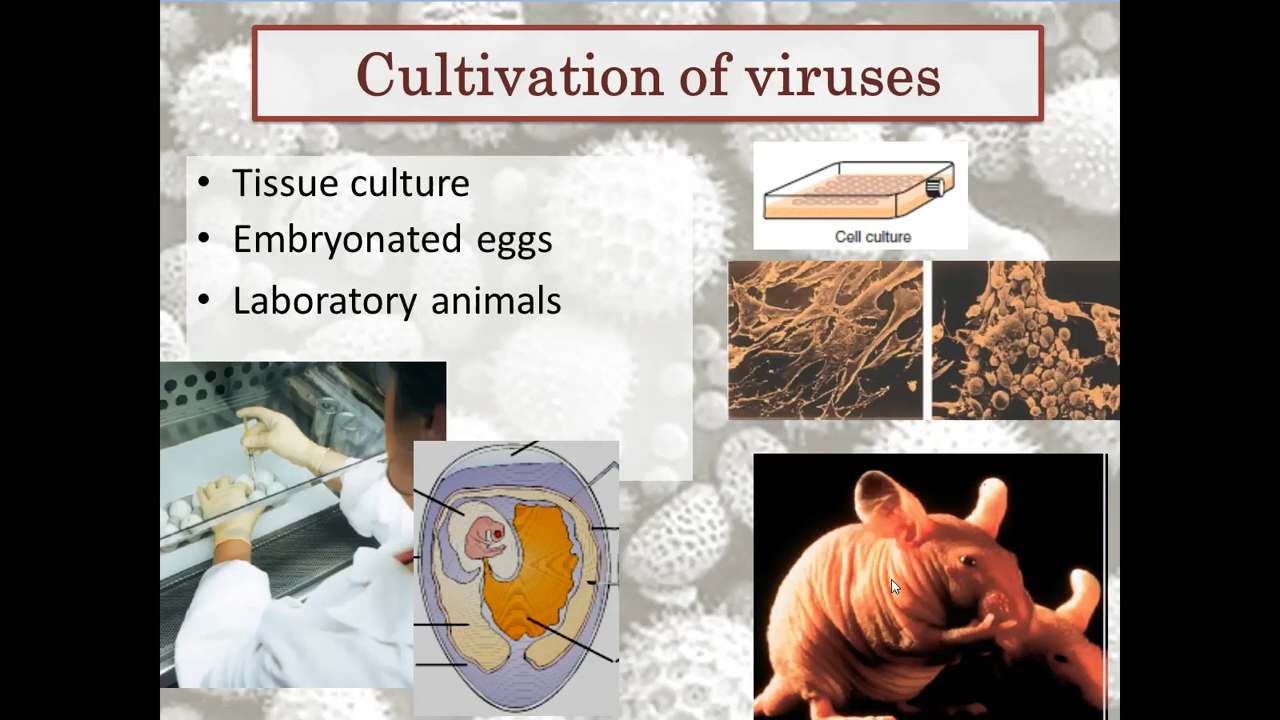 Cultivation of viruses
• Tissue culture
• Embryonated eggs
• Laboratory animals
Cell culture